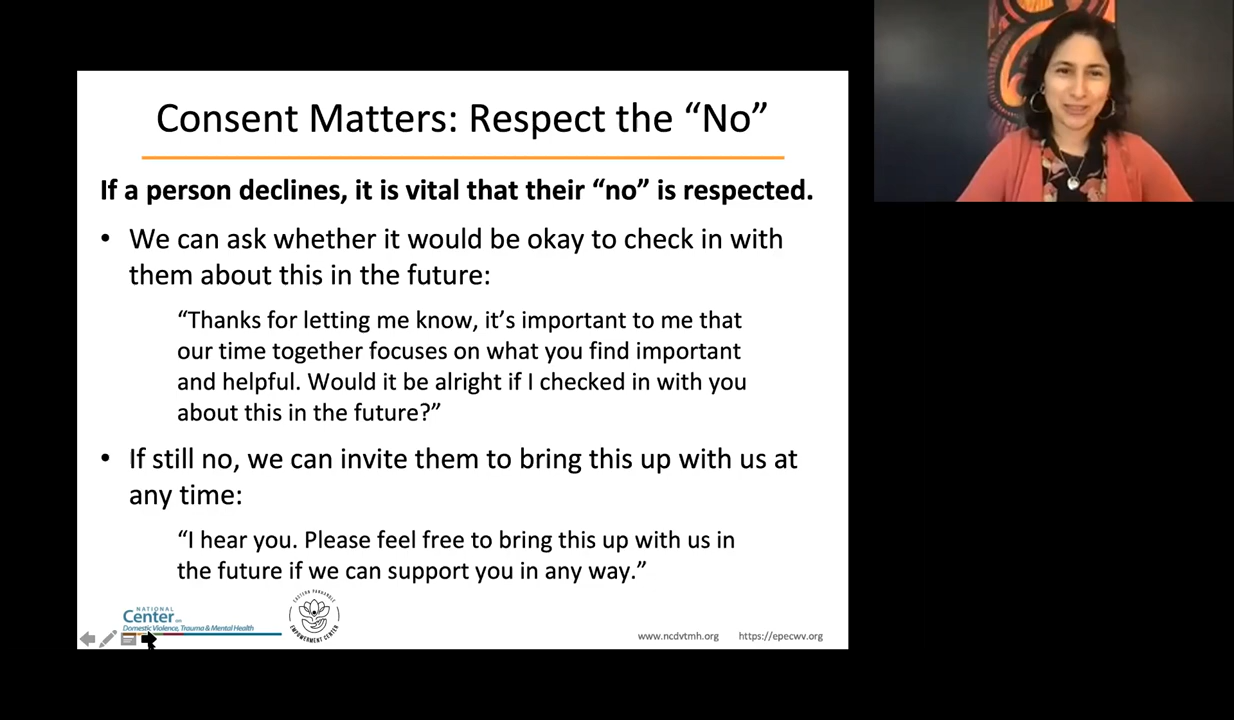 Consent Matters: Respect the “No”
If a person declines, it is vital that their “no” is respected.
• We can ask whether it would be okay to check in with
them about this in the future:
“Thanks for letting me know, it’s important to me that
our time together focuses on what you find important
and helpful. Would it be alright if I checked in with you
about this in the future?”
• If still no, we can invite them to bring this up with us at
any time:
“I hear you. Please feel free to bring this up with us in
the future if we can support you in any way.”
NATIONAL
Center on
Domestic Violence, Trauma & Mental Health
EASTERN PANHANDLE
EMPOWERMENT CENTER
www.ncdvtmh.org https://epecwv.org